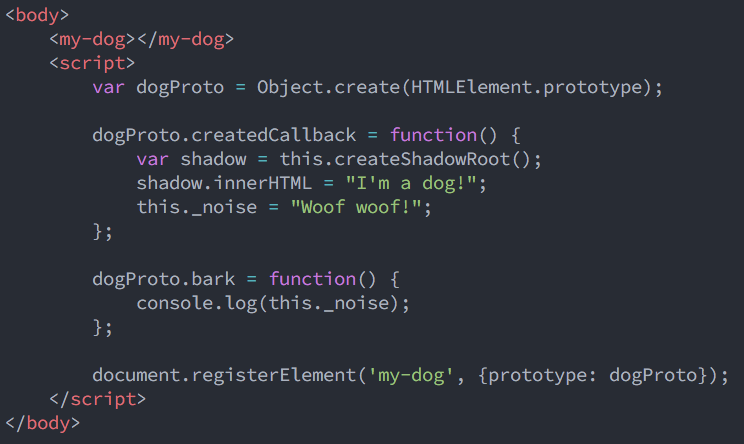 <body>
    <my-dog></my-dog>
    <script>
        var dogProto = Object.create(HTMLElement.prototype);

        dogProto.createdCallback = function() {
            var shadow = this.createShadowRoot();
            shadow.innerHTML = "I'm a dog!";
            this._noise = "Woof woof!";
        };

        dogProto.bark = function() {
            console.log(this._noise);
        };

        document.registerElement('my-dog', {prototype: dogProto});
    </script>
</body>